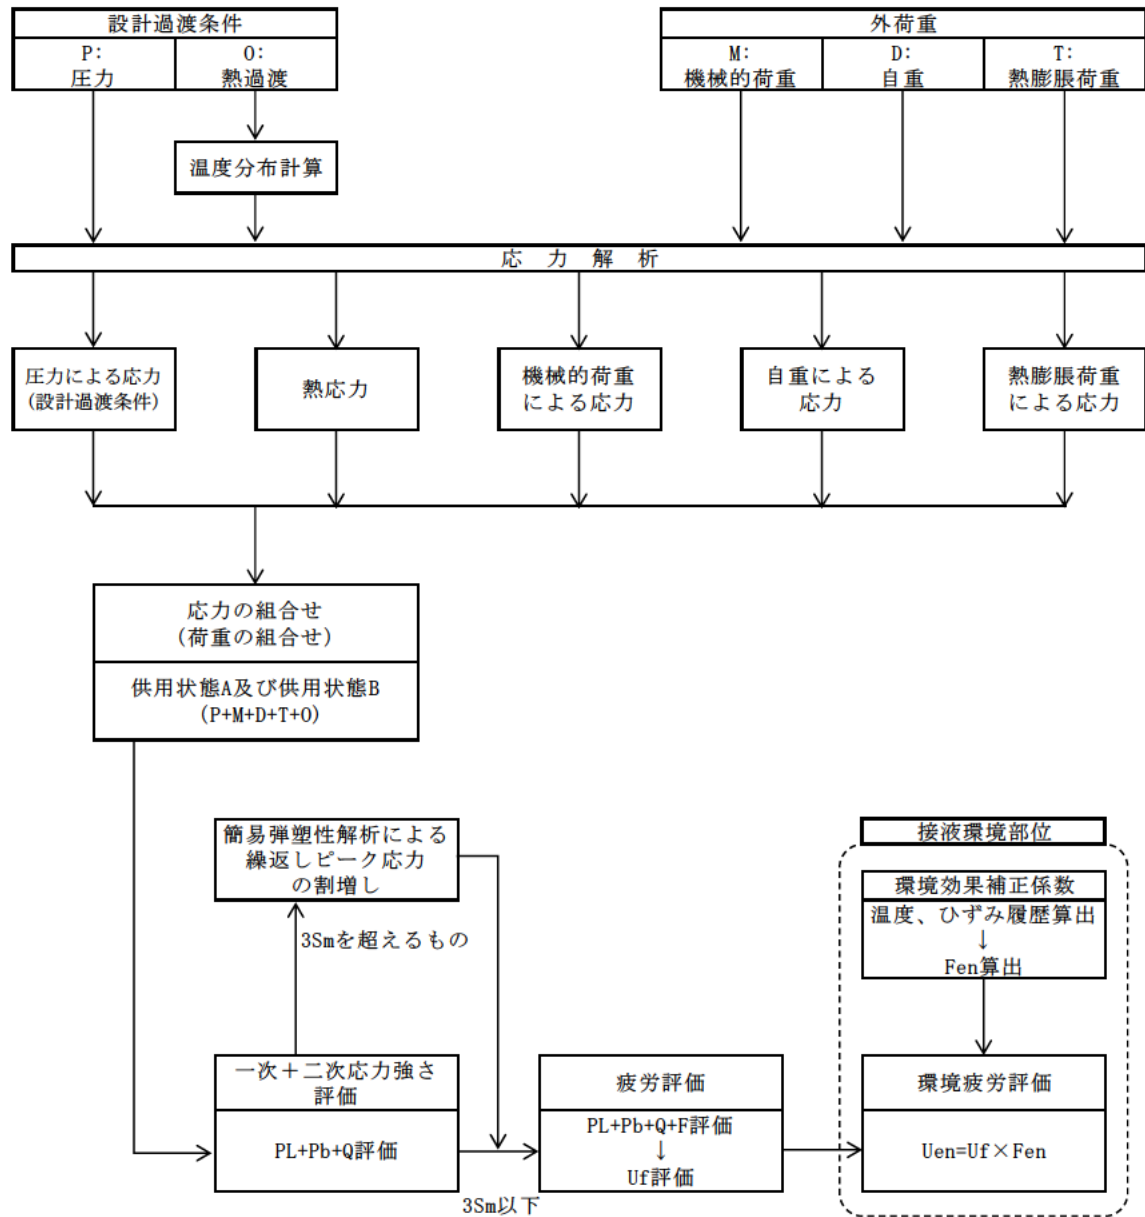 設計過渡条件
P:
圧力
O:
熱過渡
外荷重
M:
機械的荷重
D:
自重
T:
熱膨脹荷重
温度分布計算
応 力 解 析
圧力による応力
(設計過渡条件)
熱応力
機械的荷重
による応力
自重による
応力
熱膨脹荷重
による応力
応力の組合せ
(荷重の組合せ)
供用状態A及び供用状態B
(P+M+D+T+O)
簡易弾塑性解析による
繰返しピーク応力
の割増し
3Smを超えるもの
接液環境部位
環境効果補正係数
温度、ひずみ履歴算出
↓
Fen算出
一次＋二次応力強さ
評価
PL+Pb+Q評価
3Sm以下
疲労評価
PL+Pb+Q+F評価
↓
Uf評価
環境疲労評価
Uen=Uf×Fen